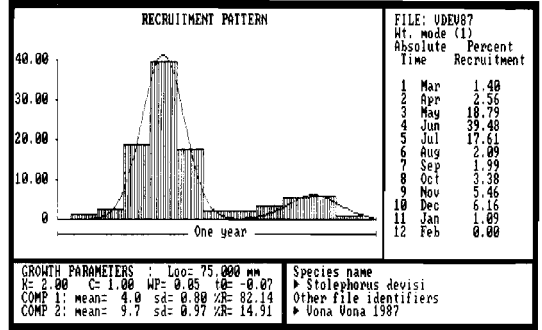 RECRUITMENT PATTERN
40.00
30.00
20.00
10.00
0
One year
FILE: VDEV87
Wt. mode (1)
Absolute Percent
Time Recruitment
1 Mar 1.40
2 Apr 2.56
3 May 18.79
4 Jun 39.48
5 Jul 17.61
6 Aug 2.09
7 Sep 1.99
8 Oct 3.38
9 Nov 5.46
10 Dec 6.16
11 Jan 1.09
12 Feb 0.00
GROWTH PARAMETERS : Loo= 75.000 mm
K= 2.00 C= 1.00 WP= 0.05 t0= -0.07
COMP 1: mean= 4.0 sd= 0.80 %R= 82.14
COMP 2: mean= 9.7 sd= 0.97 %R= 14.91
Species name
▶ Stolephorus devisi
Other file identifiers
▶ Vona Vona 1987